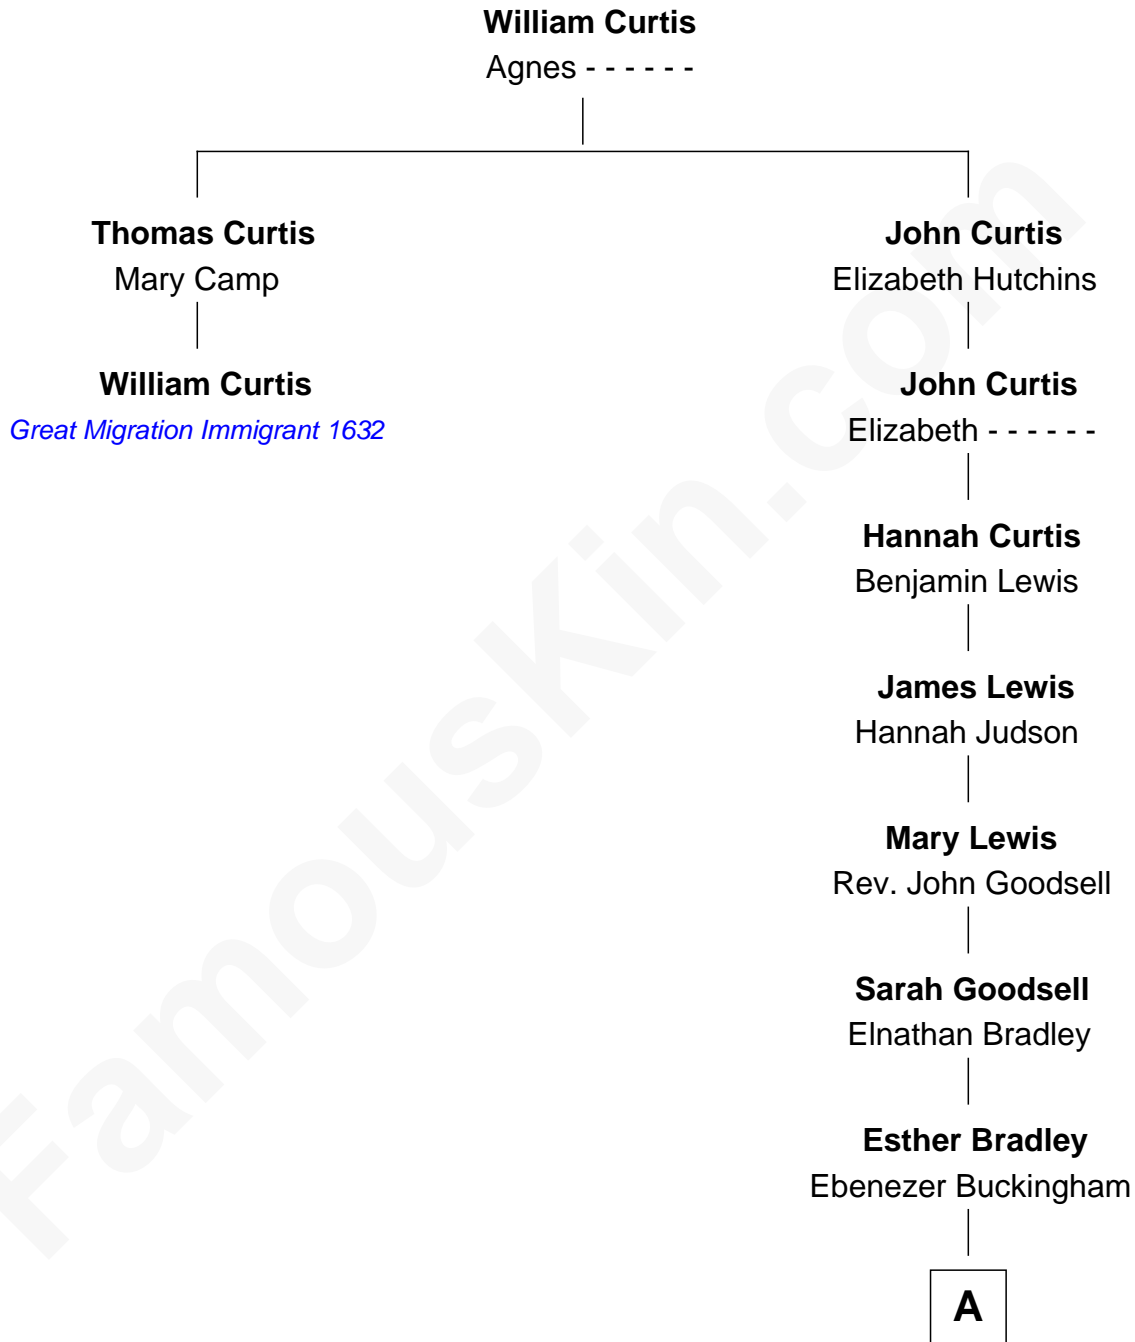 William Curtis
Agnes - - - - - -
Thomas Curtis
Mary Camp
John Curtis
Elizabeth Hutchins
William Curtis
Great Migration Immigrant 1632
John Curtis
Elizabeth - - - - - -
Hannah Curtis
Benjamin Lewis
James Lewis
Hannah Judson
Mary Lewis
Rev. John Goodsell
Sarah Goodsell
Elnathan Bradley
Esther Bradley
Ebenezer Buckingham
A
FamousKin.com